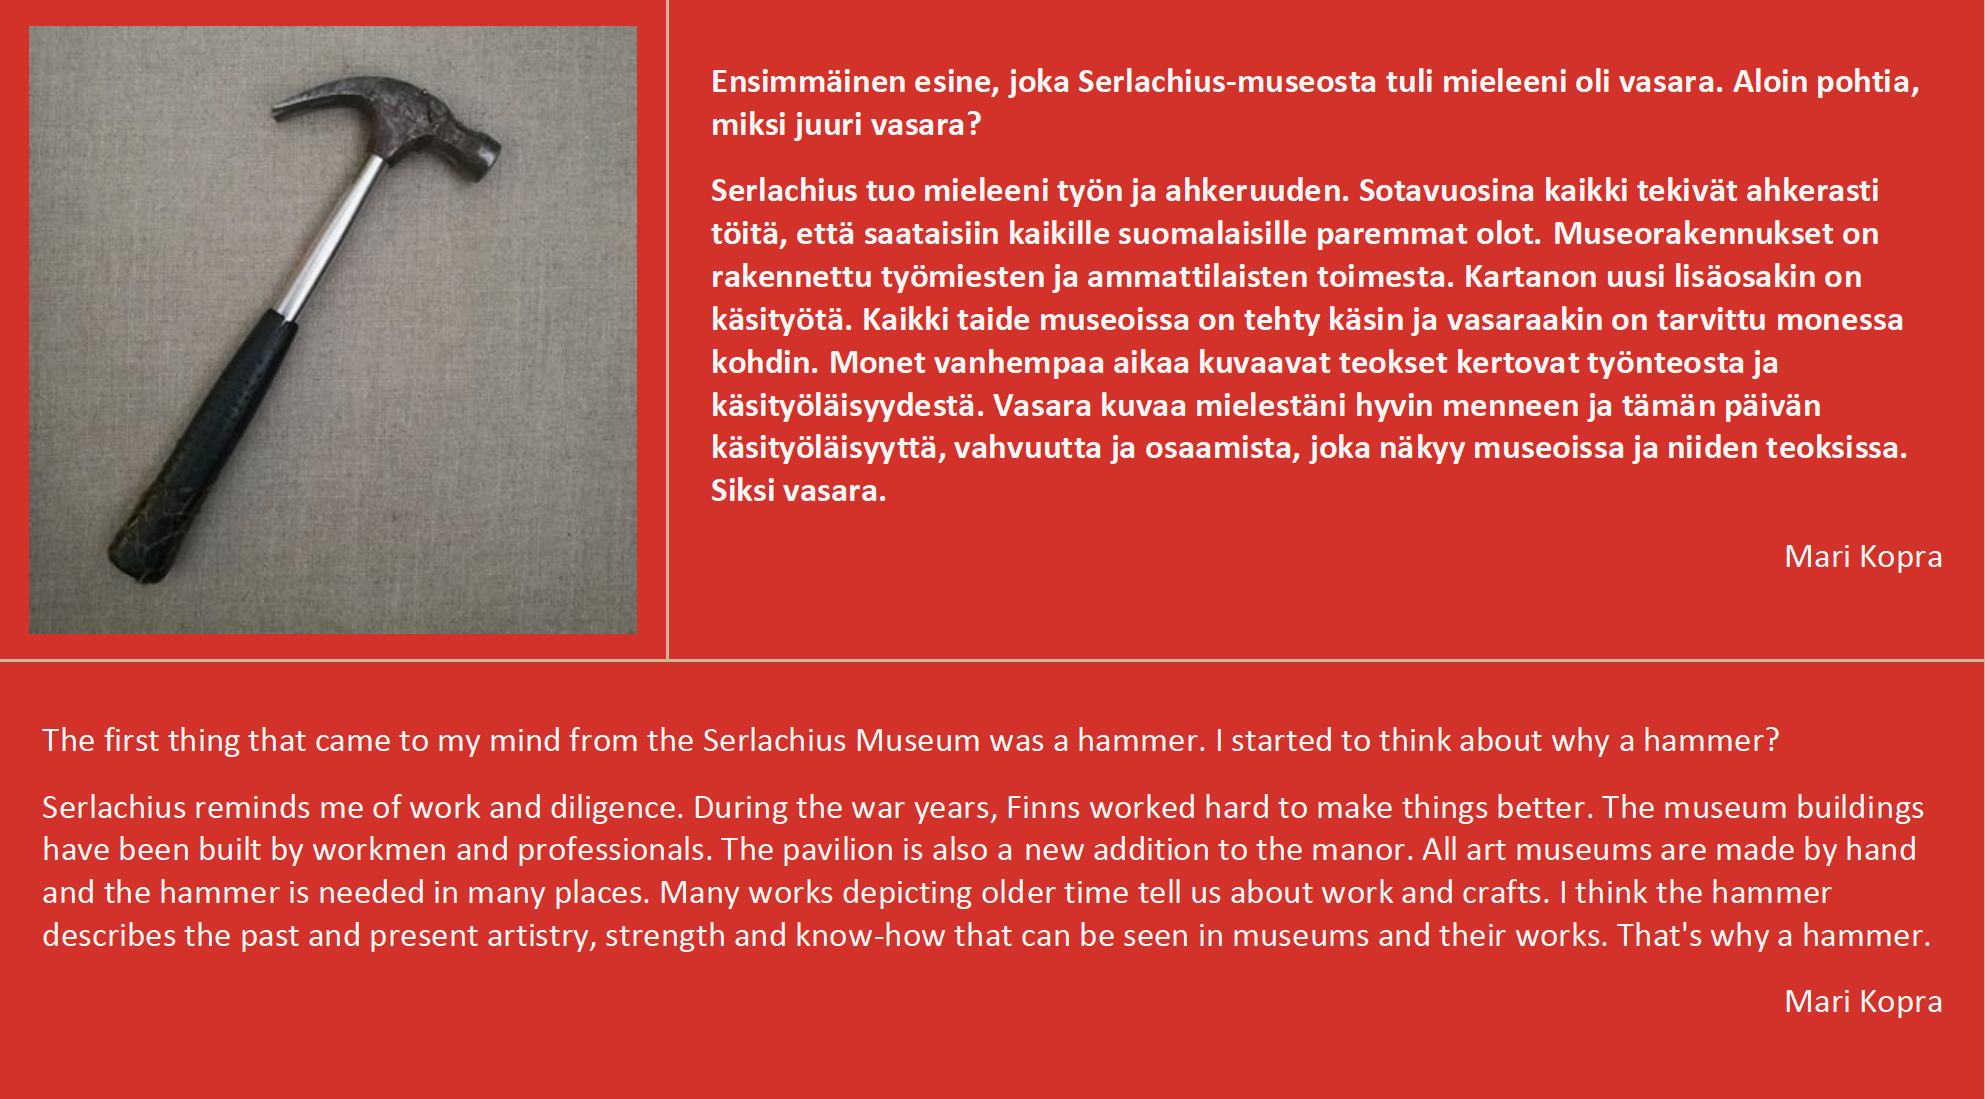 Ensimmäinen esine, joka Serlachius-museosta tuli mieleeni oli vasara. Aloin pohtia,
miksi juuri vasara?
Serlachius tuo mieleeni työn ja ahkeruuden. Sotavuosina kaikki tekivät ahkerasti
töitä, että saataisiin kaikille suomalaisille paremmat olot. Museorakennukset on
rakennettu työmiesten ja ammattilaisten toimesta. Kartanon uusi lisäosakin on
käsityötä. Kaikki taide museoissa on tehty käsin ja vasaraakin on tarvittu monessa
kohdin. Monet vanhempaa aikaa kuvaavat teokset kertovat työnteosta ja
käsityöläisyydestä. Vasara kuvaa mielestäni hyvin menneen ja tämän päivän
käsityöläisyyttä, vahvuutta ja osaamista, joka näkyy museoissa ja niiden teoksissa.
Siksi vasara.
Mari Kopra
The first thing that came to my mind from the Serlachius Museum was a hammer. I started to think about why a hammer?
Serlachius reminds me of work and diligence. During the war years, Finns worked hard to make things better. The museum buildings
have been built by workmen and professionals. The pavilion is also a new addition to the manor. All art museums are made by hand
and the hammer is needed in many places. Many works depicting older time tell us about work and crafts. I think the hammer
describes the past and present artistry, strength and know-how that can be seen in museums and their works. That's why a hammer.
Mari Kopra